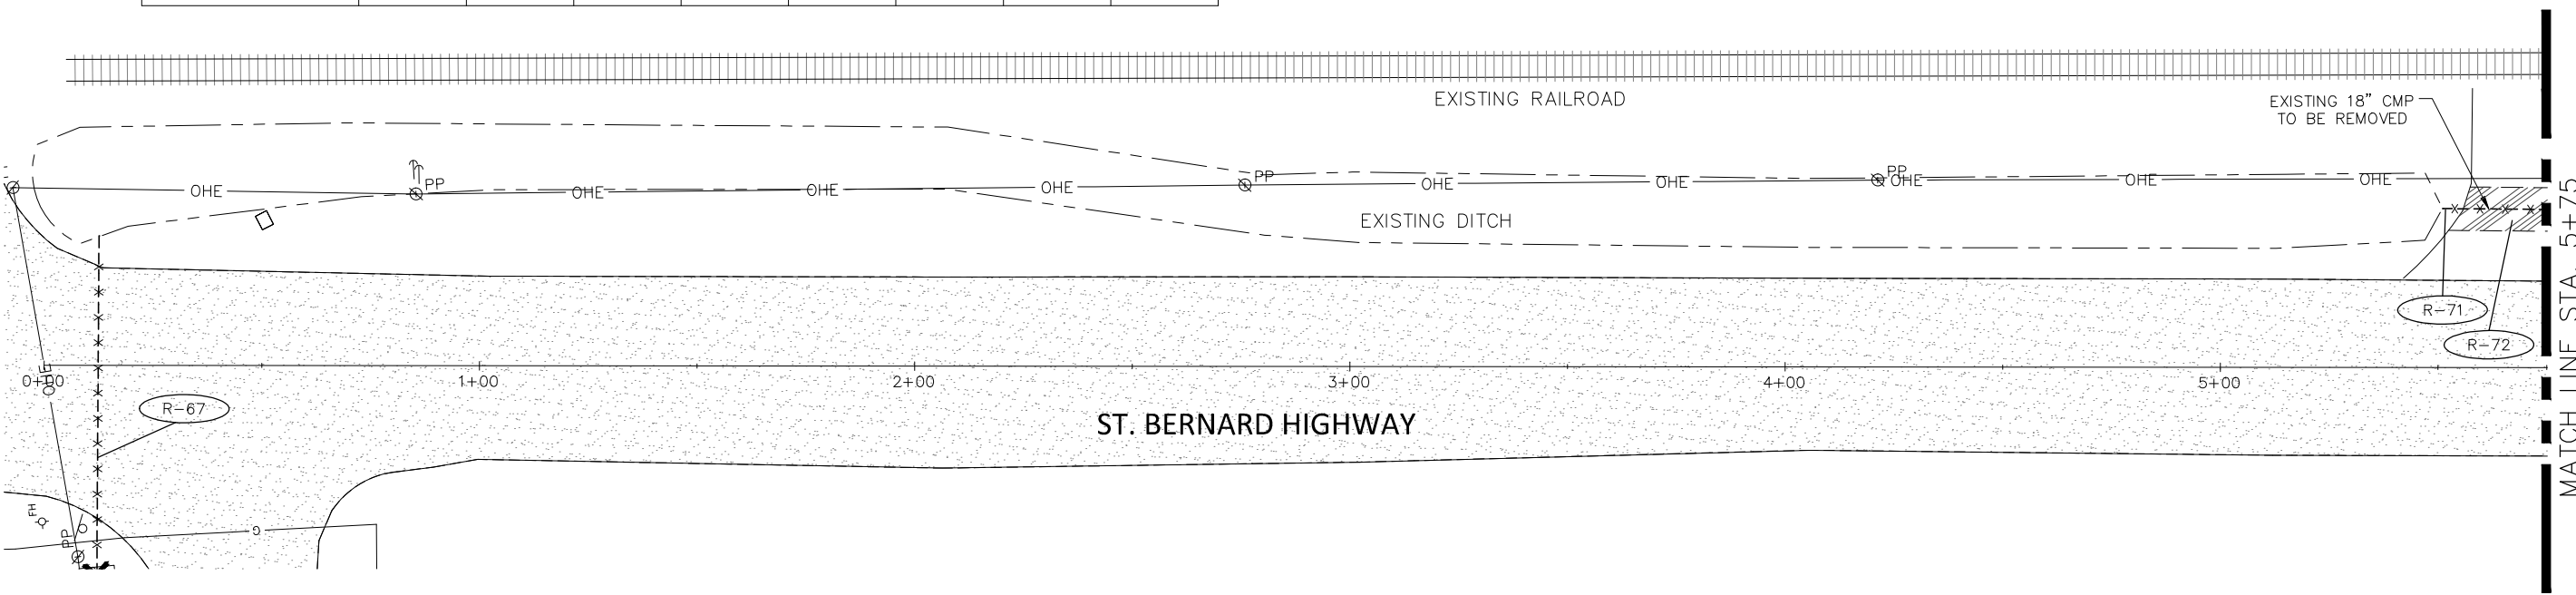 EXISTING RAILROAD
EXISTING 18" CMP
TO BE REMOVED
PP
PP
PP
OHE
OHE
OHE
OHE
OHE
OHE
OHE
OHE
OHE
EXISTING DITCH
R-71
R-72
OHE
0+00
1+00
2+00
3+00
4+00
5+00
R-67
ST. BERNARD HIGHWAY
FH
PP
G
MATCH LINE STA. 5+75